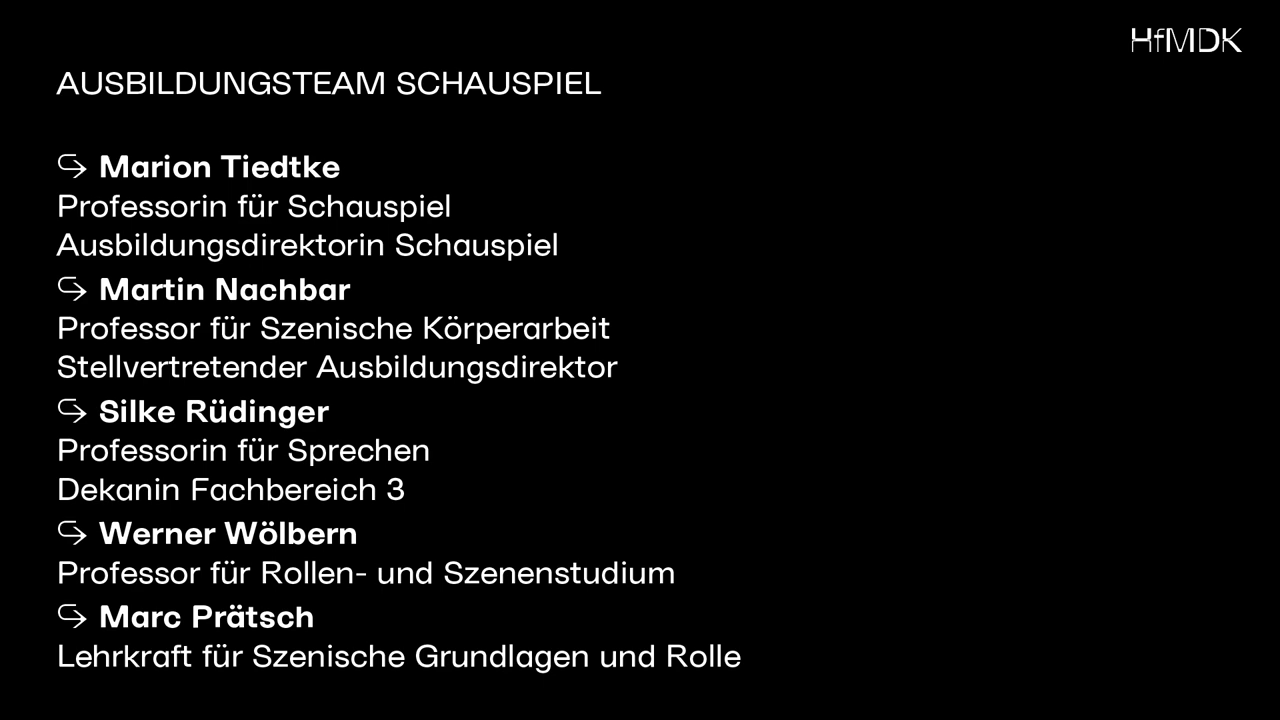 HfMDK
AUSBILDUNGSTEAM SCHAUSPIEL
↪ Marion Tiedtke
Professorin für Schauspiel
Ausbildungsdirektorin Schauspiel
↪ Martin Nachbar
Professor für Szenische Körperarbeit
Stellvertretender Ausbildungsdirektor
↪ Silke Rüdinger
Professorin für Sprechen
Dekanin Fachbereich 3
↪ Werner Wölbern
Professor für Rollen- und Szenenstudium
↪ Marc Prätsch
Lehrkraft für Szenische Grundlagen und Rolle